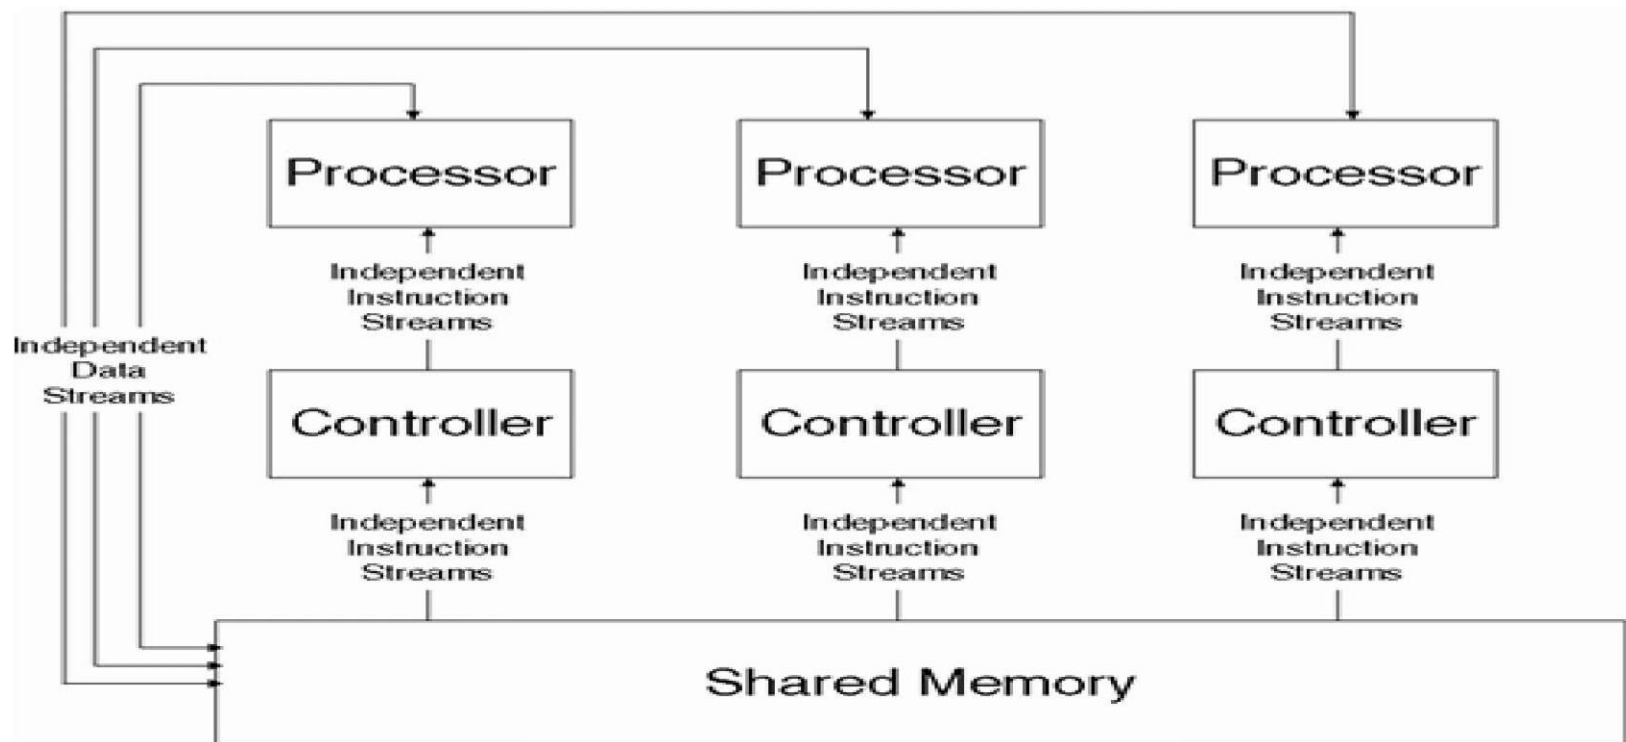 Processor
Processor
Processor
Independent
Instruction
Streams
Independent
Instruction
Streams
Independent
Instruction
Streams
Independent
Data
Streams
Controller
Controller
Controller
Independent
Instruction
Streams
Independent
Instruction
Streams
Independent
Instruction
Streams
Shared Memory